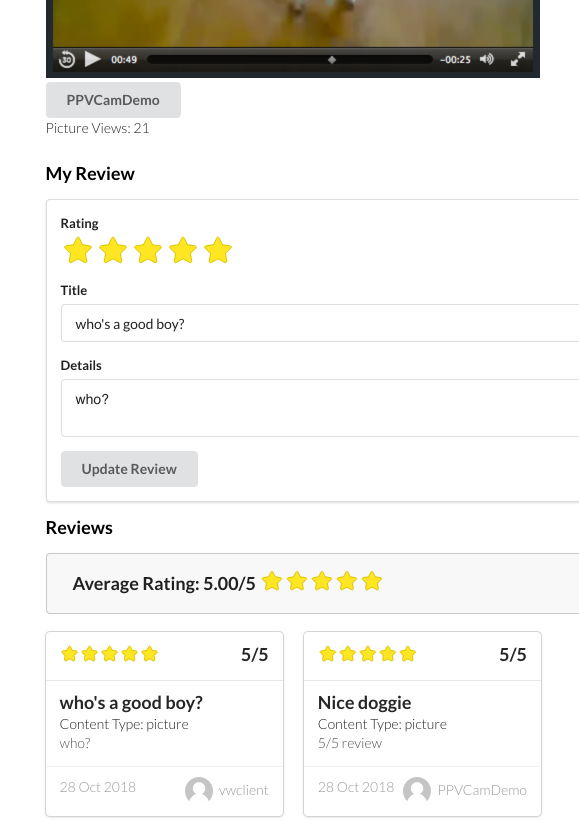 30 00:49 -00:25
PPVCamDemo
Picture Views: 21
My Review
Rating
Title
who's a good boy?
Details
who?
Update Review
Reviews
Average Rating: 5.00/5
5/5
who's a good boy?
Content Type: picture
who?
28 Oct 2018 vwclient
5/5
Nice doggie
Content Type: picture
5/5 review
28 Oct 2018 PPVCamDemo